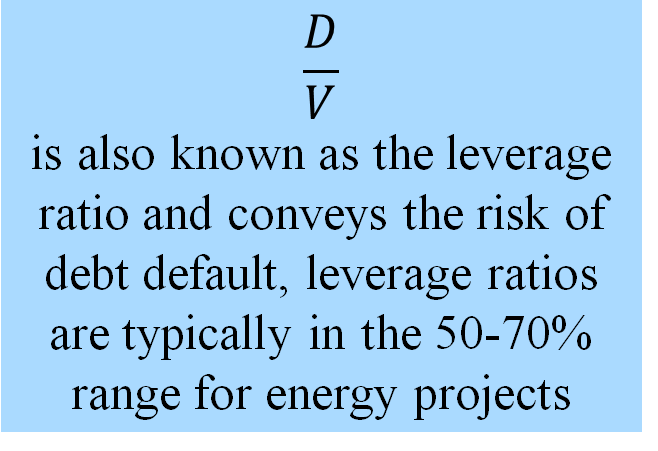 D
V
is also known as the leverage
ratio and conveys the risk of
debt default, leverage ratios
are typically in the 50-70%
range for energy projects